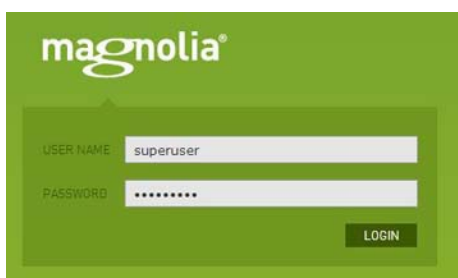 magnolia®
USER NAME superuser
PASSWORD •••••••••
LOGIN